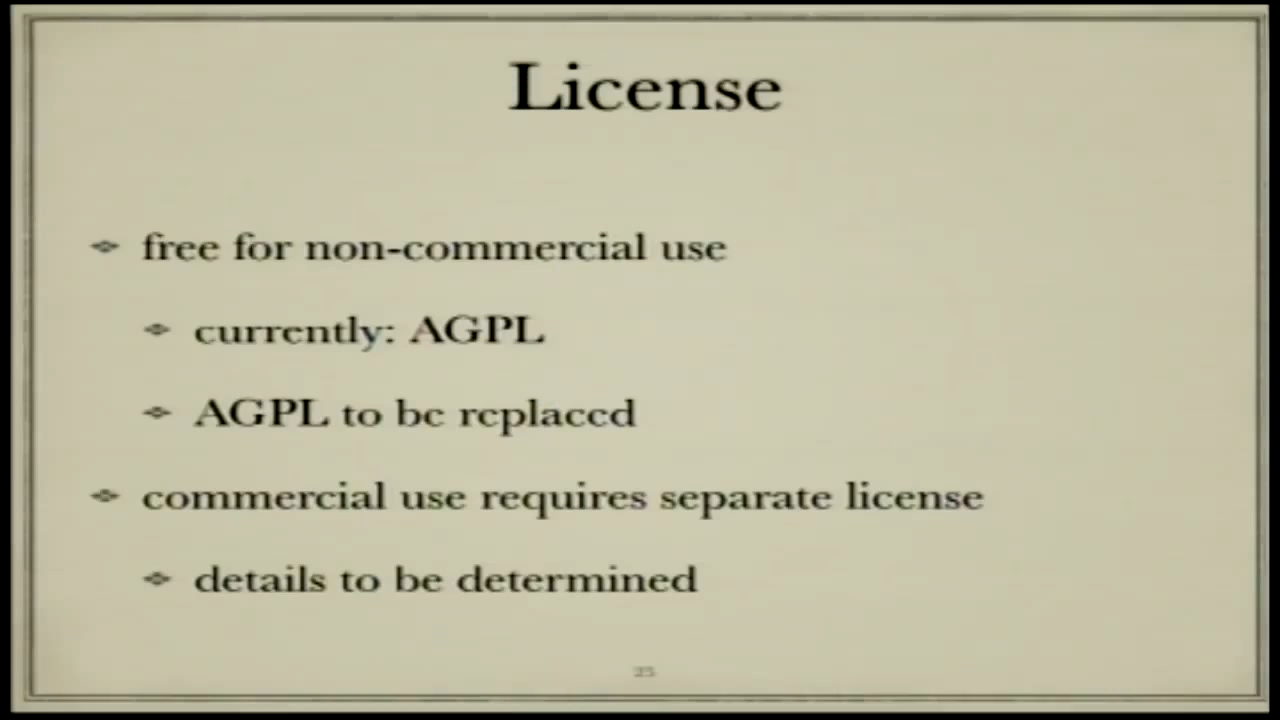 License
free for non-commercial use
currently: AGPL
AGPL to be replaced
commercial use requires separate license
details to be determined